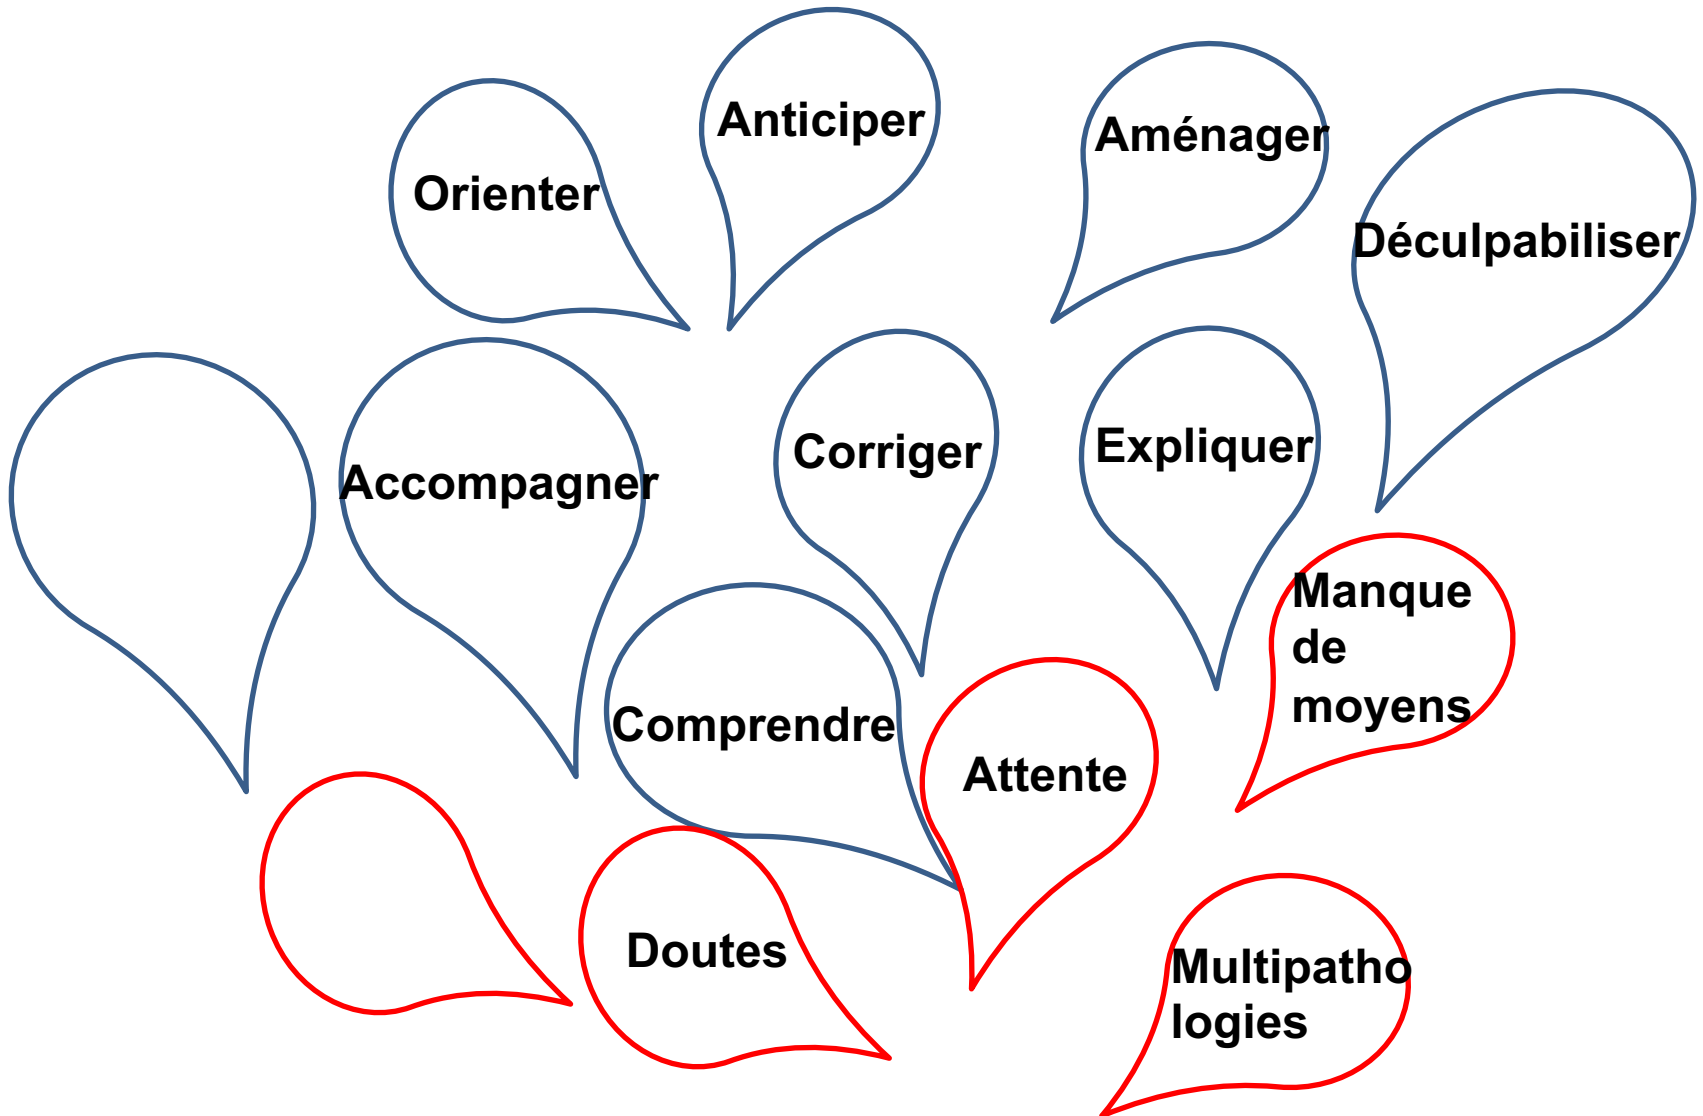 Anticiper
Aménager
Orienter
Déculpabiliser
Corriger
Expliquer
Accompagner
Manque
de
moyens
Comprendre
Attente
Doutes
Multipatho
logies